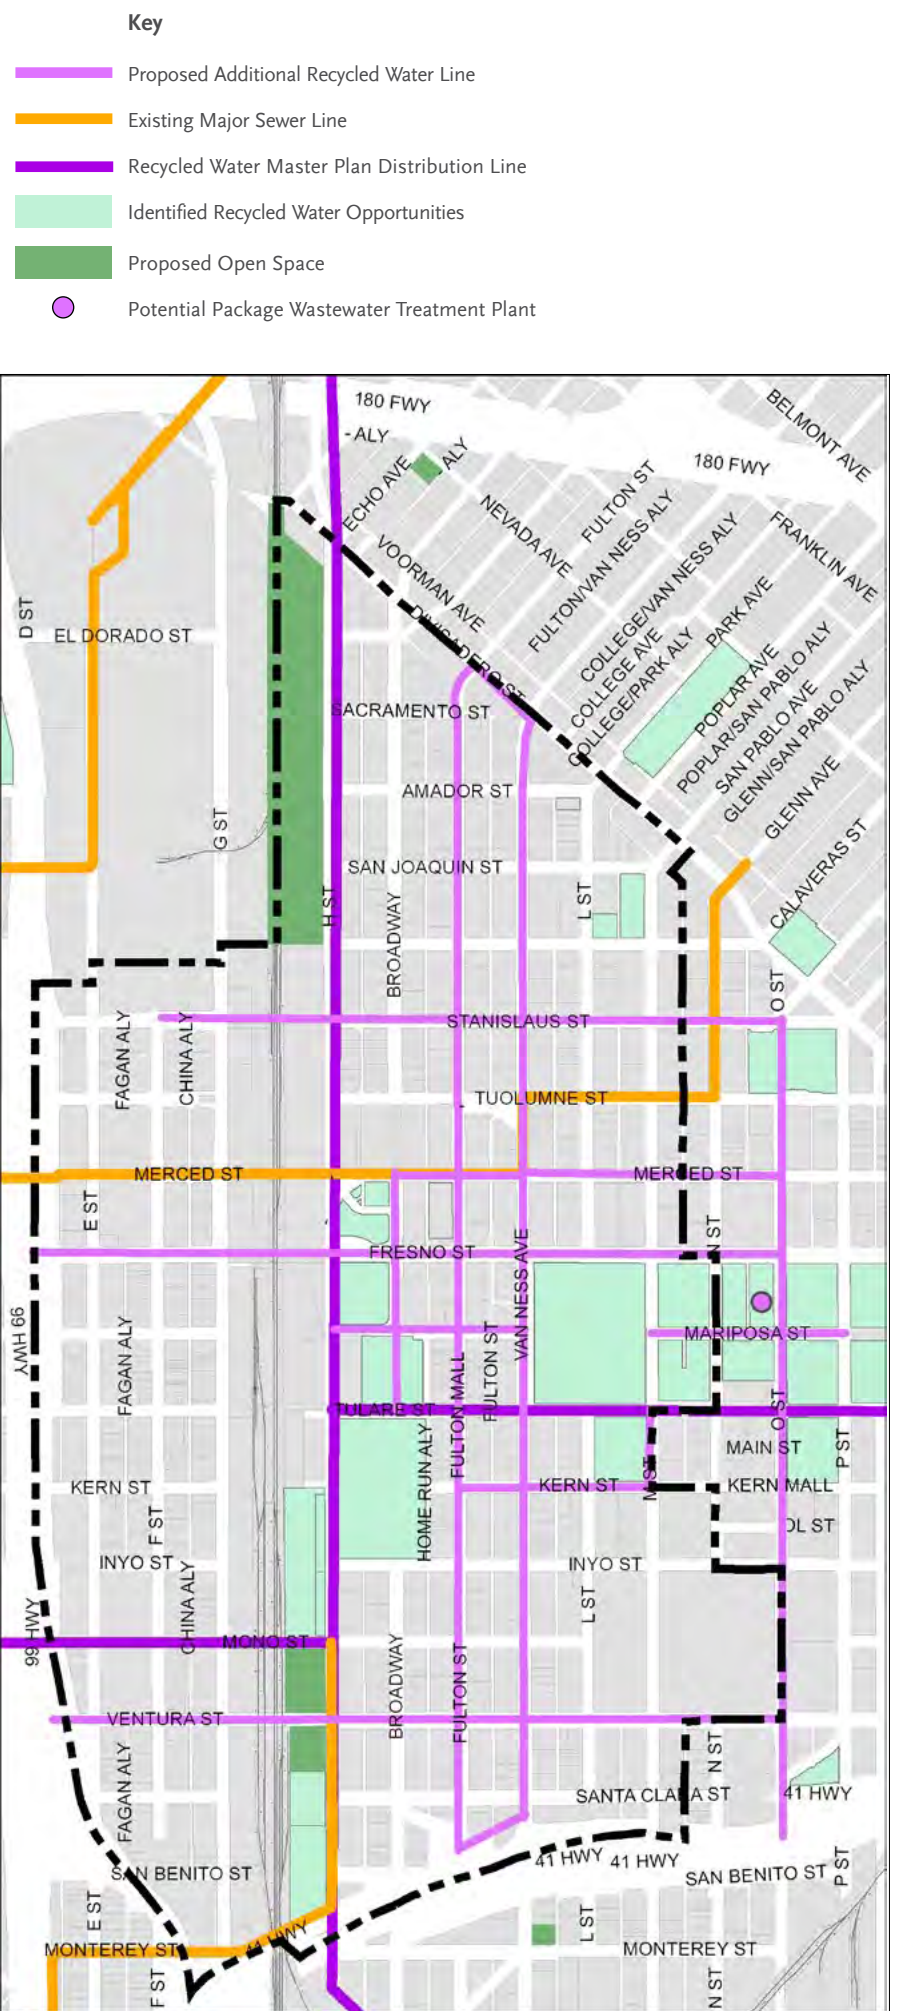 Key
Proposed Additional Recycled Water Line
Existing Major Sewer Line
Recycled Water Master Plan Distribution Line
Identified Recycled Water Opportunities
Proposed Open Space
Potential Package Wastewater Treatment Plant
180 FWY
BELMONT AVE
- ALY
ALY
180 FWY
ECHO AVE
FULTON ST
NEVADA AVE
FULTON/VAN NESS ALY
FRANKLIN AVE
COLLEGE/VAN NESS ALY
VOORMAN AVE
PARK AVE
D ST
EL DORADO ST
DIVISADERO ST
COLLEGE AVE
COLLEGE/PARK ALY
POPLAR AVE
POPLAR/SAN PABLO ALY
SAN PABLO AVE
GLENN/SAN PABLO ALY
SACRAMENTO ST
AMADOR ST
GLENN AVE
G ST
SAN JOAQUIN ST
CALAVERAS ST
H ST
L ST
BROADWAY
O ST
STANISLAUS ST
FAGAN ALY
CHINA ALY
TUOLUMNE ST
MERCED ST
MERCED ST
E ST
N ST
FRESNO ST
VAN NESS AVE
99 HWY
FAGAN ALY
MARIPOSA ST
FULTON ST
FULTON MALL
TULARE ST
O ST
HOME RUN ALY
MAIN ST
P ST
KERN ST
KERN ST
M ST
KERN MALL
F ST
OL ST
INYO ST
INYO ST
CHINA ALY
L ST
99 HWY
MONO ST
BROADWAY
FULTON ST
VENTURA ST
N ST
FAGAN ALY
SANTA CLARA ST
41 HWY
41 HWY
41 HWY
SAN BENITO ST
SAN BENITO ST
P ST
E ST
L ST
MONTEREY ST
41 HWY
MONTEREY ST
F ST
N ST